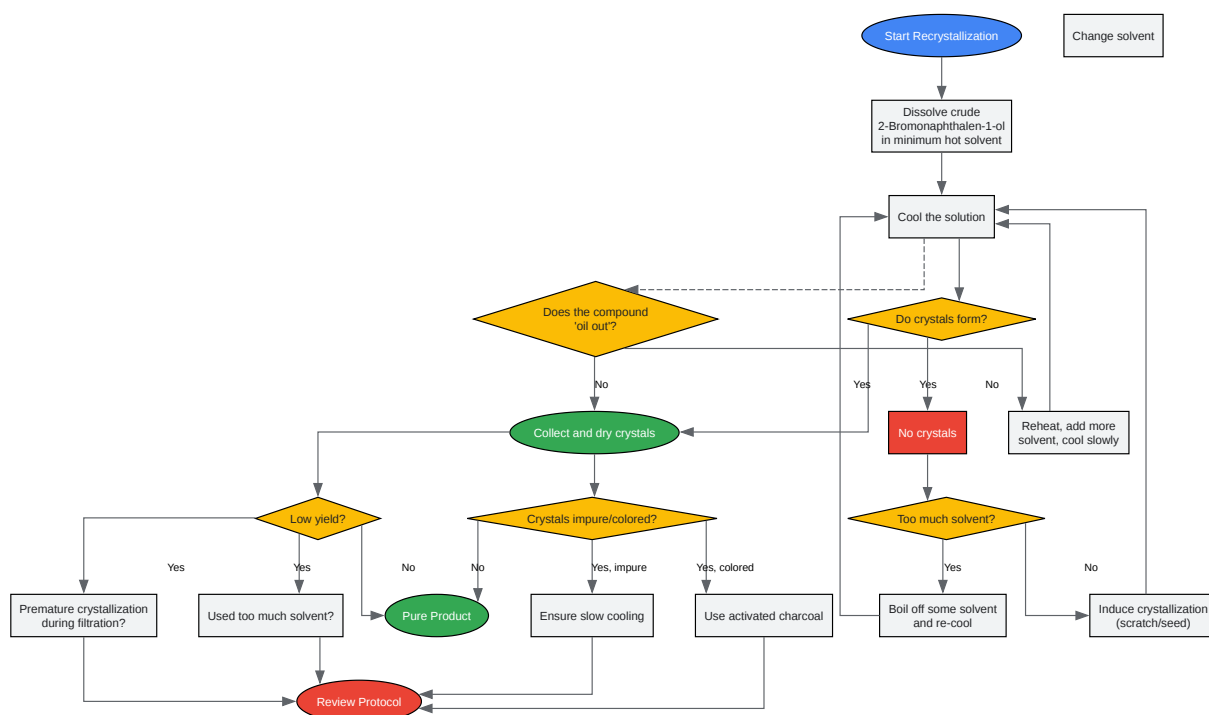 Start Recrystallization
Change solvent
Dissolve crude
2-Bromonaphthalen-1-ol
in minimum hot solvent
Cool the solution
Does the compound
'oil out'?
Do crystals form?
No
Yes
Yes
No
Collect and dry crystals
No crystals
Reheat, add more
solvent, cool slowly
Low yield?
Crystals impure/colored?
Too much solvent?
Yes
Yes
No
No
Yes, impure
Yes, colored
Yes
No
Premature crystallization
during filtration?
Used too much solvent?
Pure Product
Ensure slow cooling
Use activated charcoal
Boil off some solvent
and re-cool
Induce crystallization
(scratch/seed)
Review Protocol